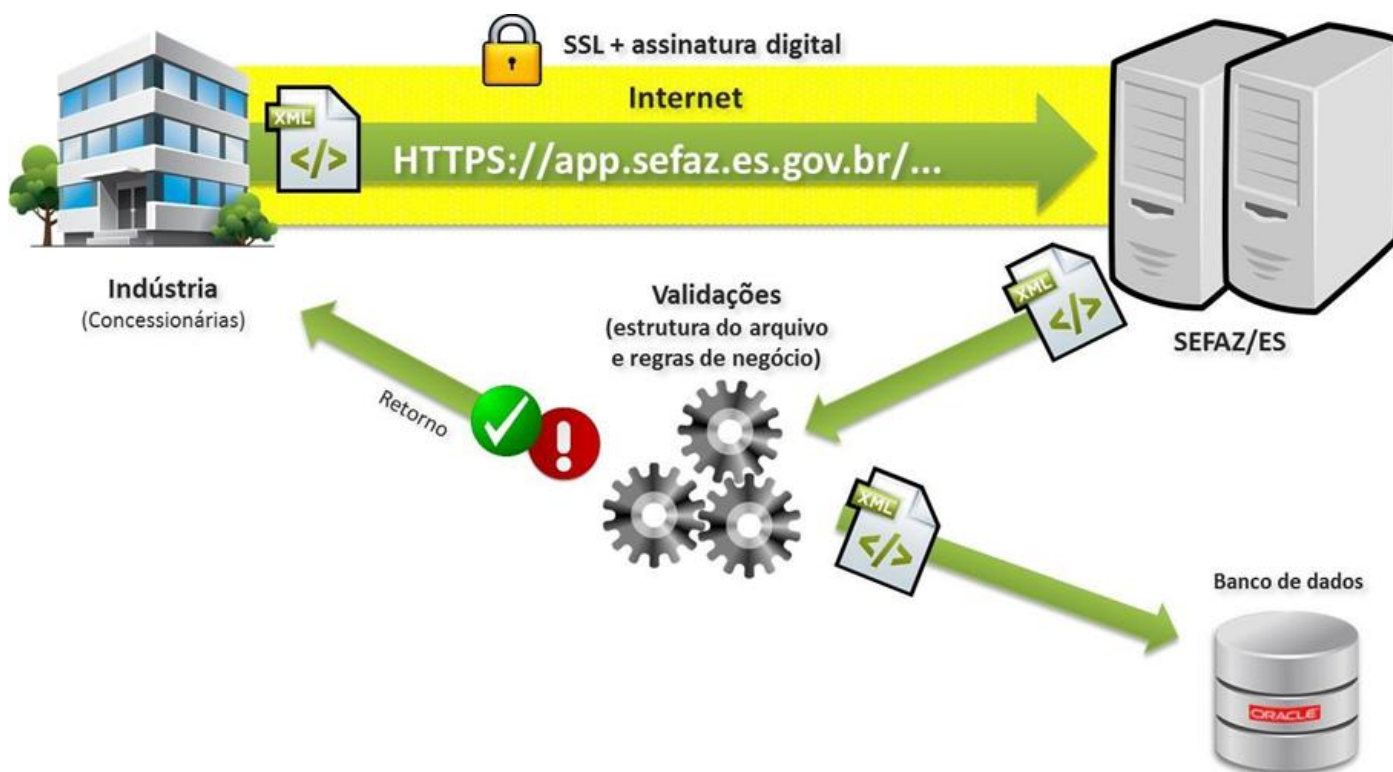 SSL + assinatura digital
Internet
XML
</>
HTTPS://app.sefaz.es.gov.br/...
Indústria
(Concessionárias)
Validações
(estrutura do arquivo
e regras de negócio)
XML
</>
SEFAZ/ES
Retorno
XML
</>
Banco de dados
ORACLE